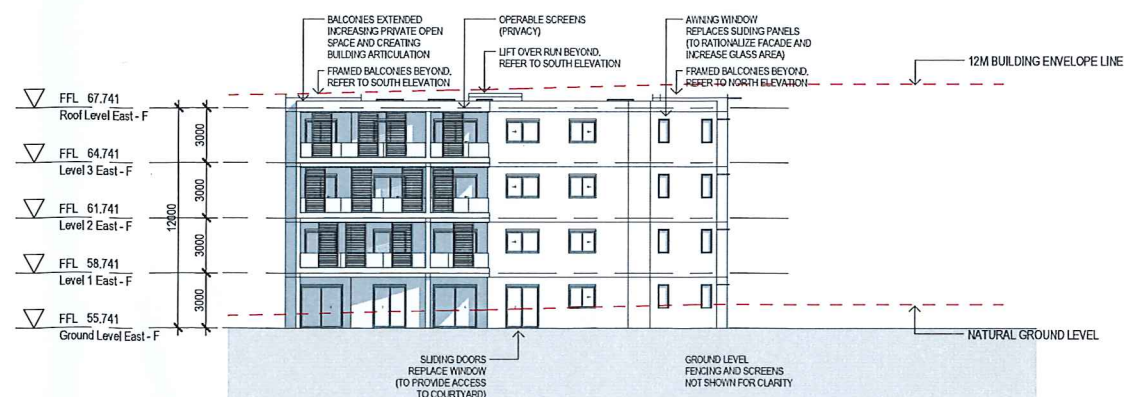 BALCONIES EXTENDED
INCREASING PRIVATE OPEN
SPACE AND CREATING
BUILDING ARTICULATION
FRAMED BALCONIES BEYOND,
REFER TO SOUTH ELEVATION
OPERABLE SCREENS
(PRIVACY)
LIFT OVER RUN BEYOND,
REFER TO SOUTH ELEVATION
AWNING WINDOW
REPLACES SLIDING PANELS
(TO RATIONALIZE FACADE AND
INCREASE GLASS AREA)
FRAMED BALCONIES BEYOND,
REFER TO NORTH ELEVATION
12M BUILDING ENVELOPE LINE
FFL 67.741
Roof Level East - F
FFL 64.741
Level 3 East - F
FFL 61.741
Level 2 East - F
FFL 58.741
Level 1 East - F
FFL 55.741
Ground Level East - F
12000
3000
3000
3000
3000
NATURAL GROUND LEVEL
SLIDING DOORS
REPLACE WINDOW
(TO PROVIDE ACCESS
TO COURTYARD)
GROUND LEVEL
FENCING AND SCREENS
NOT SHOWN FOR CLARITY